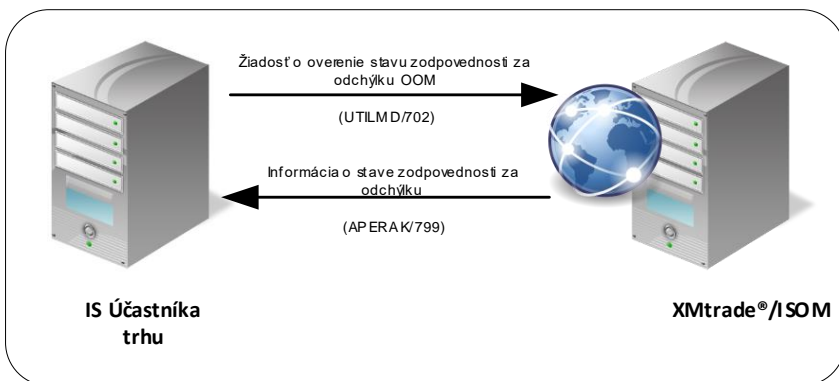 Žiadosť o overenie stavu zodpovednosti za
odchýlku OOM
(UTILMD/702)
Informácia o stave zodpovednosti za
odchýlku
(APERAK/799)
IS Účastníka
trhu
XMtrade®/ISOM